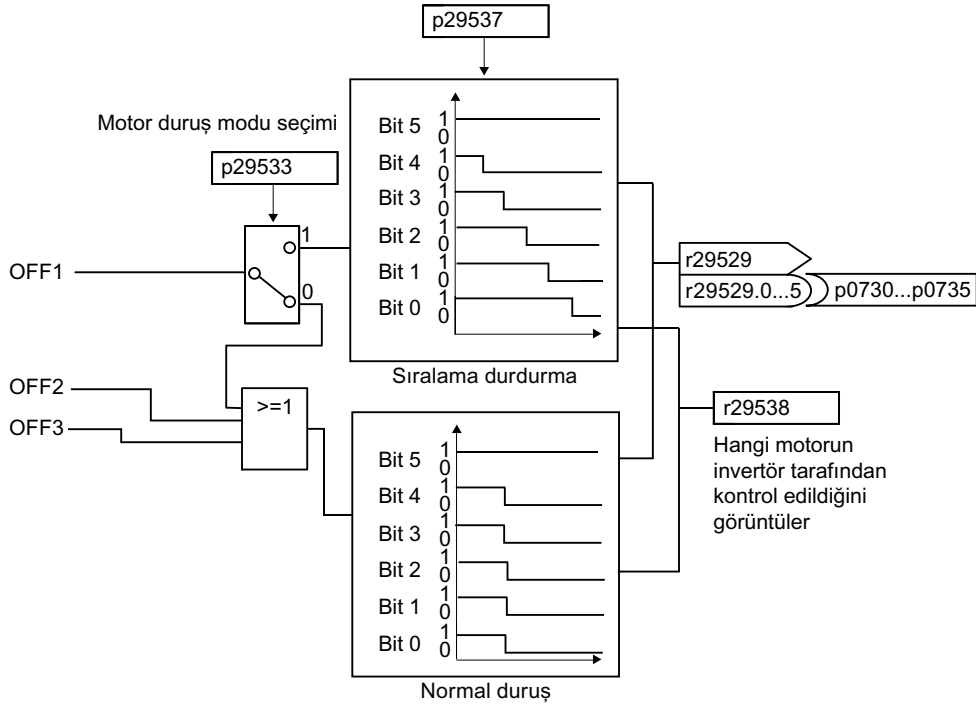 p29537
Motor duruş modu seçimi
p29533
OFF1
1
0
Bit 5 1 0
Bit 4 1 0
Bit 3 1 0
Bit 2 1 0
Bit 1 1 0
Bit 0 1 0
Sıralama durdurma
r29529
r29529.0...5 p0730...p0735
OFF2
OFF3
>=1
r29538
Hangi motorun
invertör tarafından
kontrol edildiğini
görüntüler
Bit 5 1 0
Bit 4 1 0
Bit 3 1 0
Bit 2 1 0
Bit 1 1 0
Bit 0 1 0
Normal duruş